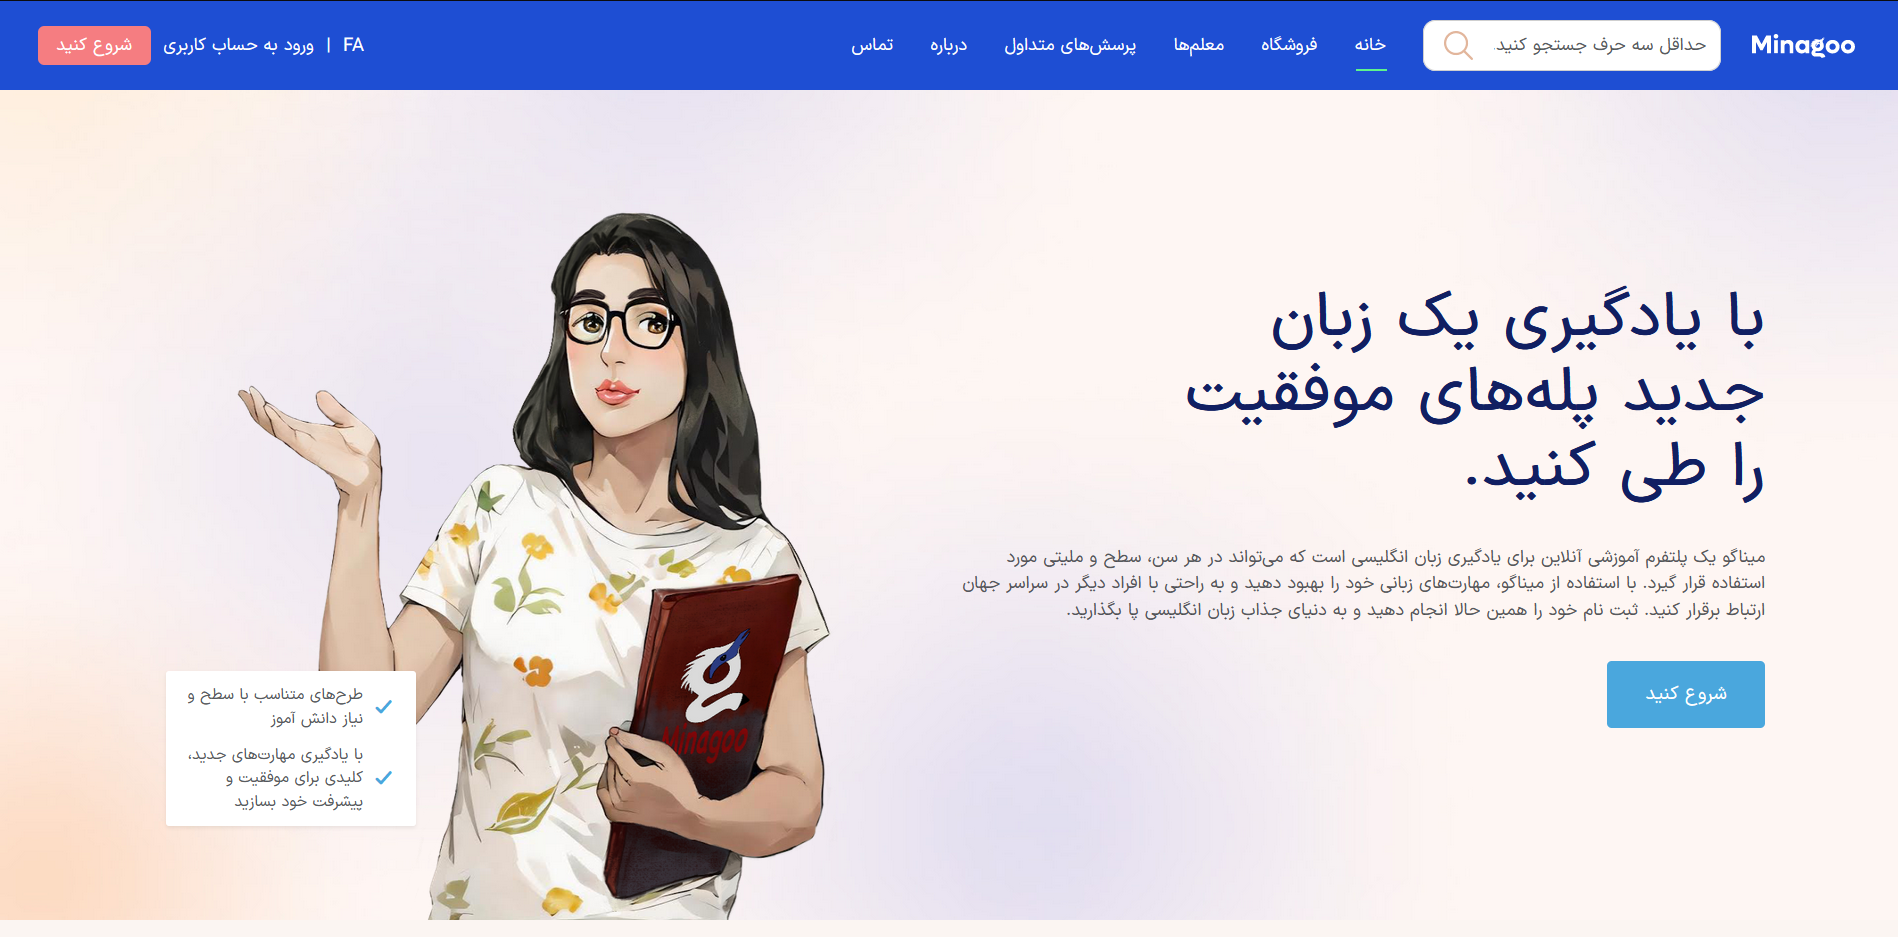 Minagoo
حداقل سه حرف جستجو کنید.
خانه
فروشگاه
معلم‌ها
پرسش‌های متداول
درباره
تماس
FA | ورود به حساب کاربری
شروع کنید
با یادگیری یک زبان
جدید پله‌های موفقیت
را طی کنید.
میناگو یک پلتفرم آموزشی آنلاین برای یادگیری زبان انگلیسی است که می‌تواند در هر سن، سطح و ملیتی مورد
استفاده قرار گیرد. با استفاده از میناگو، مهارت‌های زبانی خود را بهبود دهید و به راحتی با افراد دیگر در سراسر جهان
ارتباط برقرار کنید. ثبت نام خود را همین حالا انجام دهید و به دنیای جذاب زبان انگلیسی پا بگذارید.
شروع کنید
Minagoo
طرح‌های متناسب با سطح و
نیاز دانش آموز
با یادگیری مهارت‌های جدید،
کلیدی برای موفقیت و
پیشرفت خود بسازید